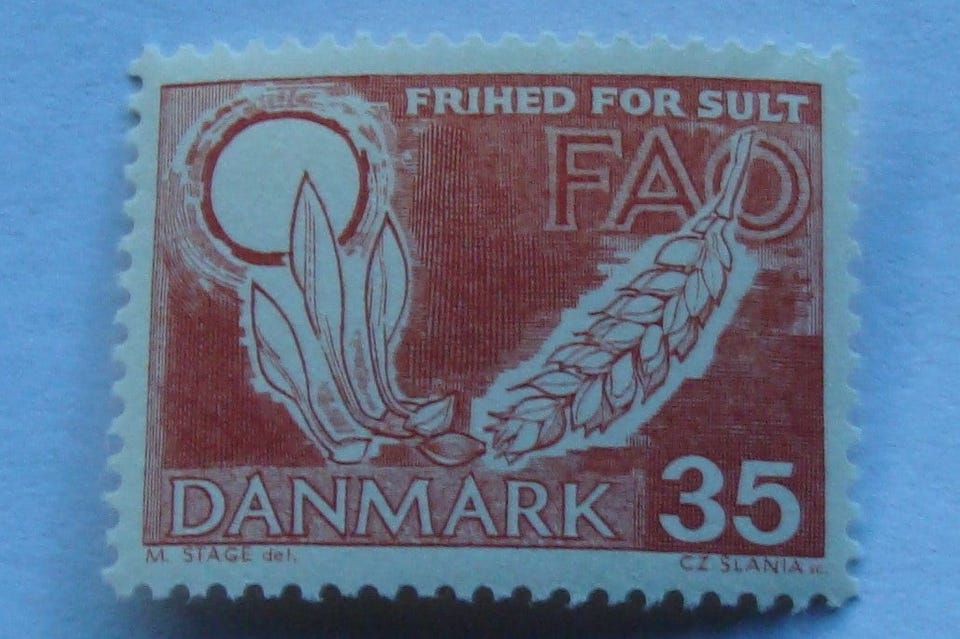 FRIHED FOR SULT
FAO
DANMARK 35
M. STAGE del. CZ SLANIA sc.